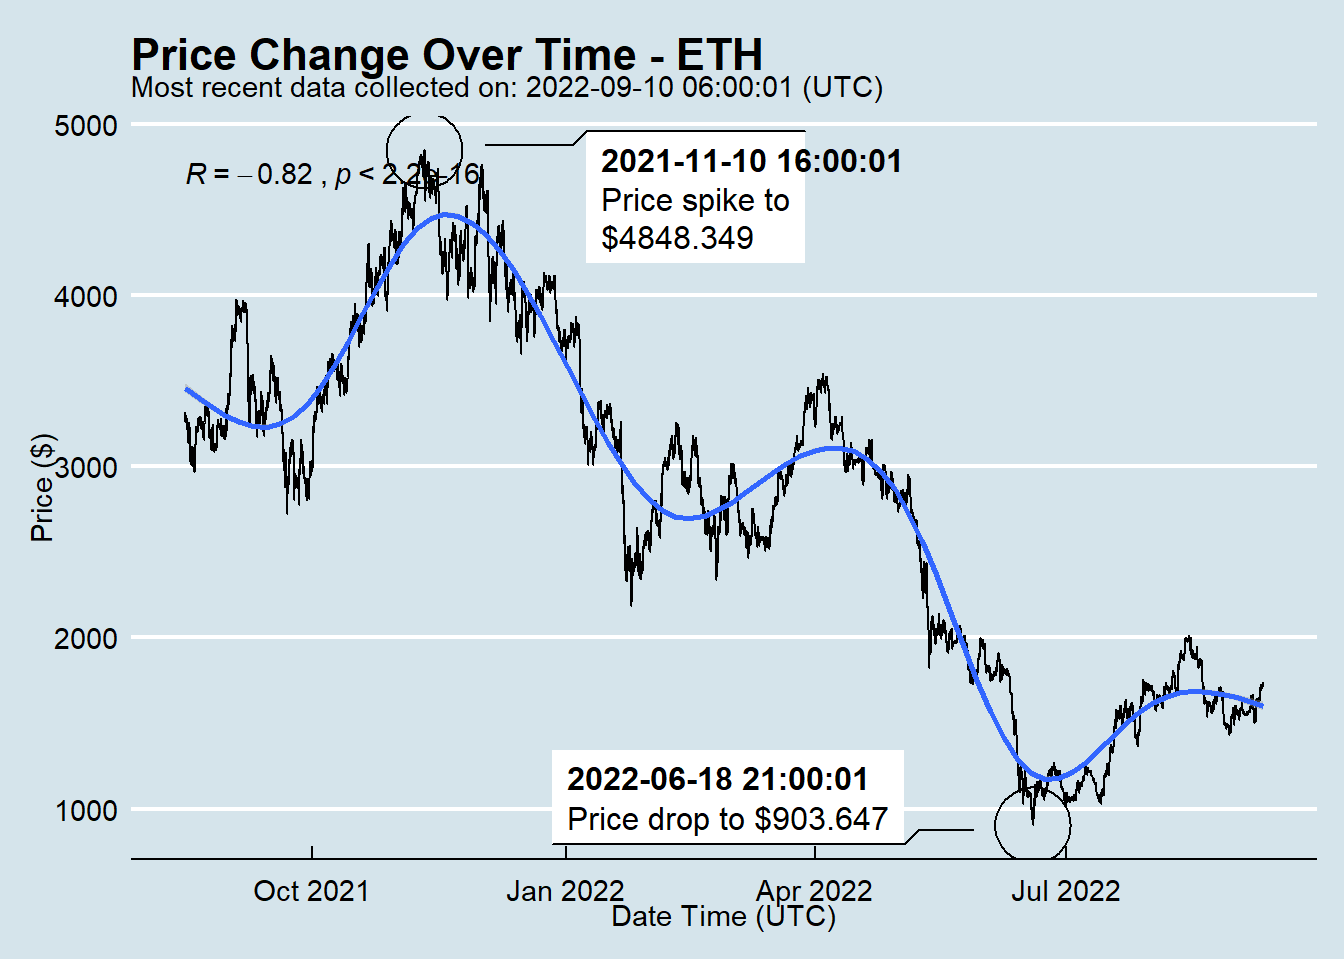 Price Change Over Time - ETH
Most recent data collected on: 2022-09-10 06:00:01 (UTC)
5000
R = −0.82 , p < 2.2e−16
2021-11-10 16:00:01
Price spike to
$4848.349
4000
Price ($)
3000
2000
2022-06-18 21:00:01
Price drop to $903.647
1000
Oct 2021 Jan 2022 Apr 2022 Jul 2022
Date Time (UTC)